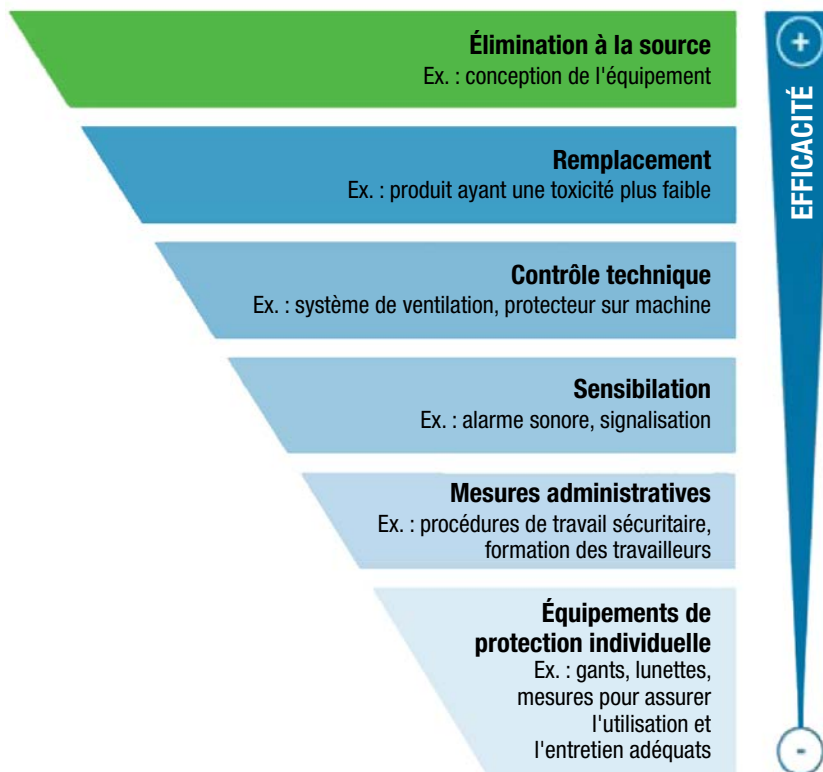 Élimination à la source
Ex. : conception de l'équipement
Remplacement
Ex. : produit ayant une toxicité plus faible
Contrôle technique
Ex. : système de ventilation, protecteur sur machine
Sensibilation
Ex. : alarme sonore, signalisation
Mesures administratives
Ex. : procédures de travail sécuritaire,
formation des travailleurs
Équipements de
protection individuelle
Ex. : gants, lunettes,
mesures pour assurer
l'utilisation et
l'entretien adéquats
+
EFFICACITÉ
-